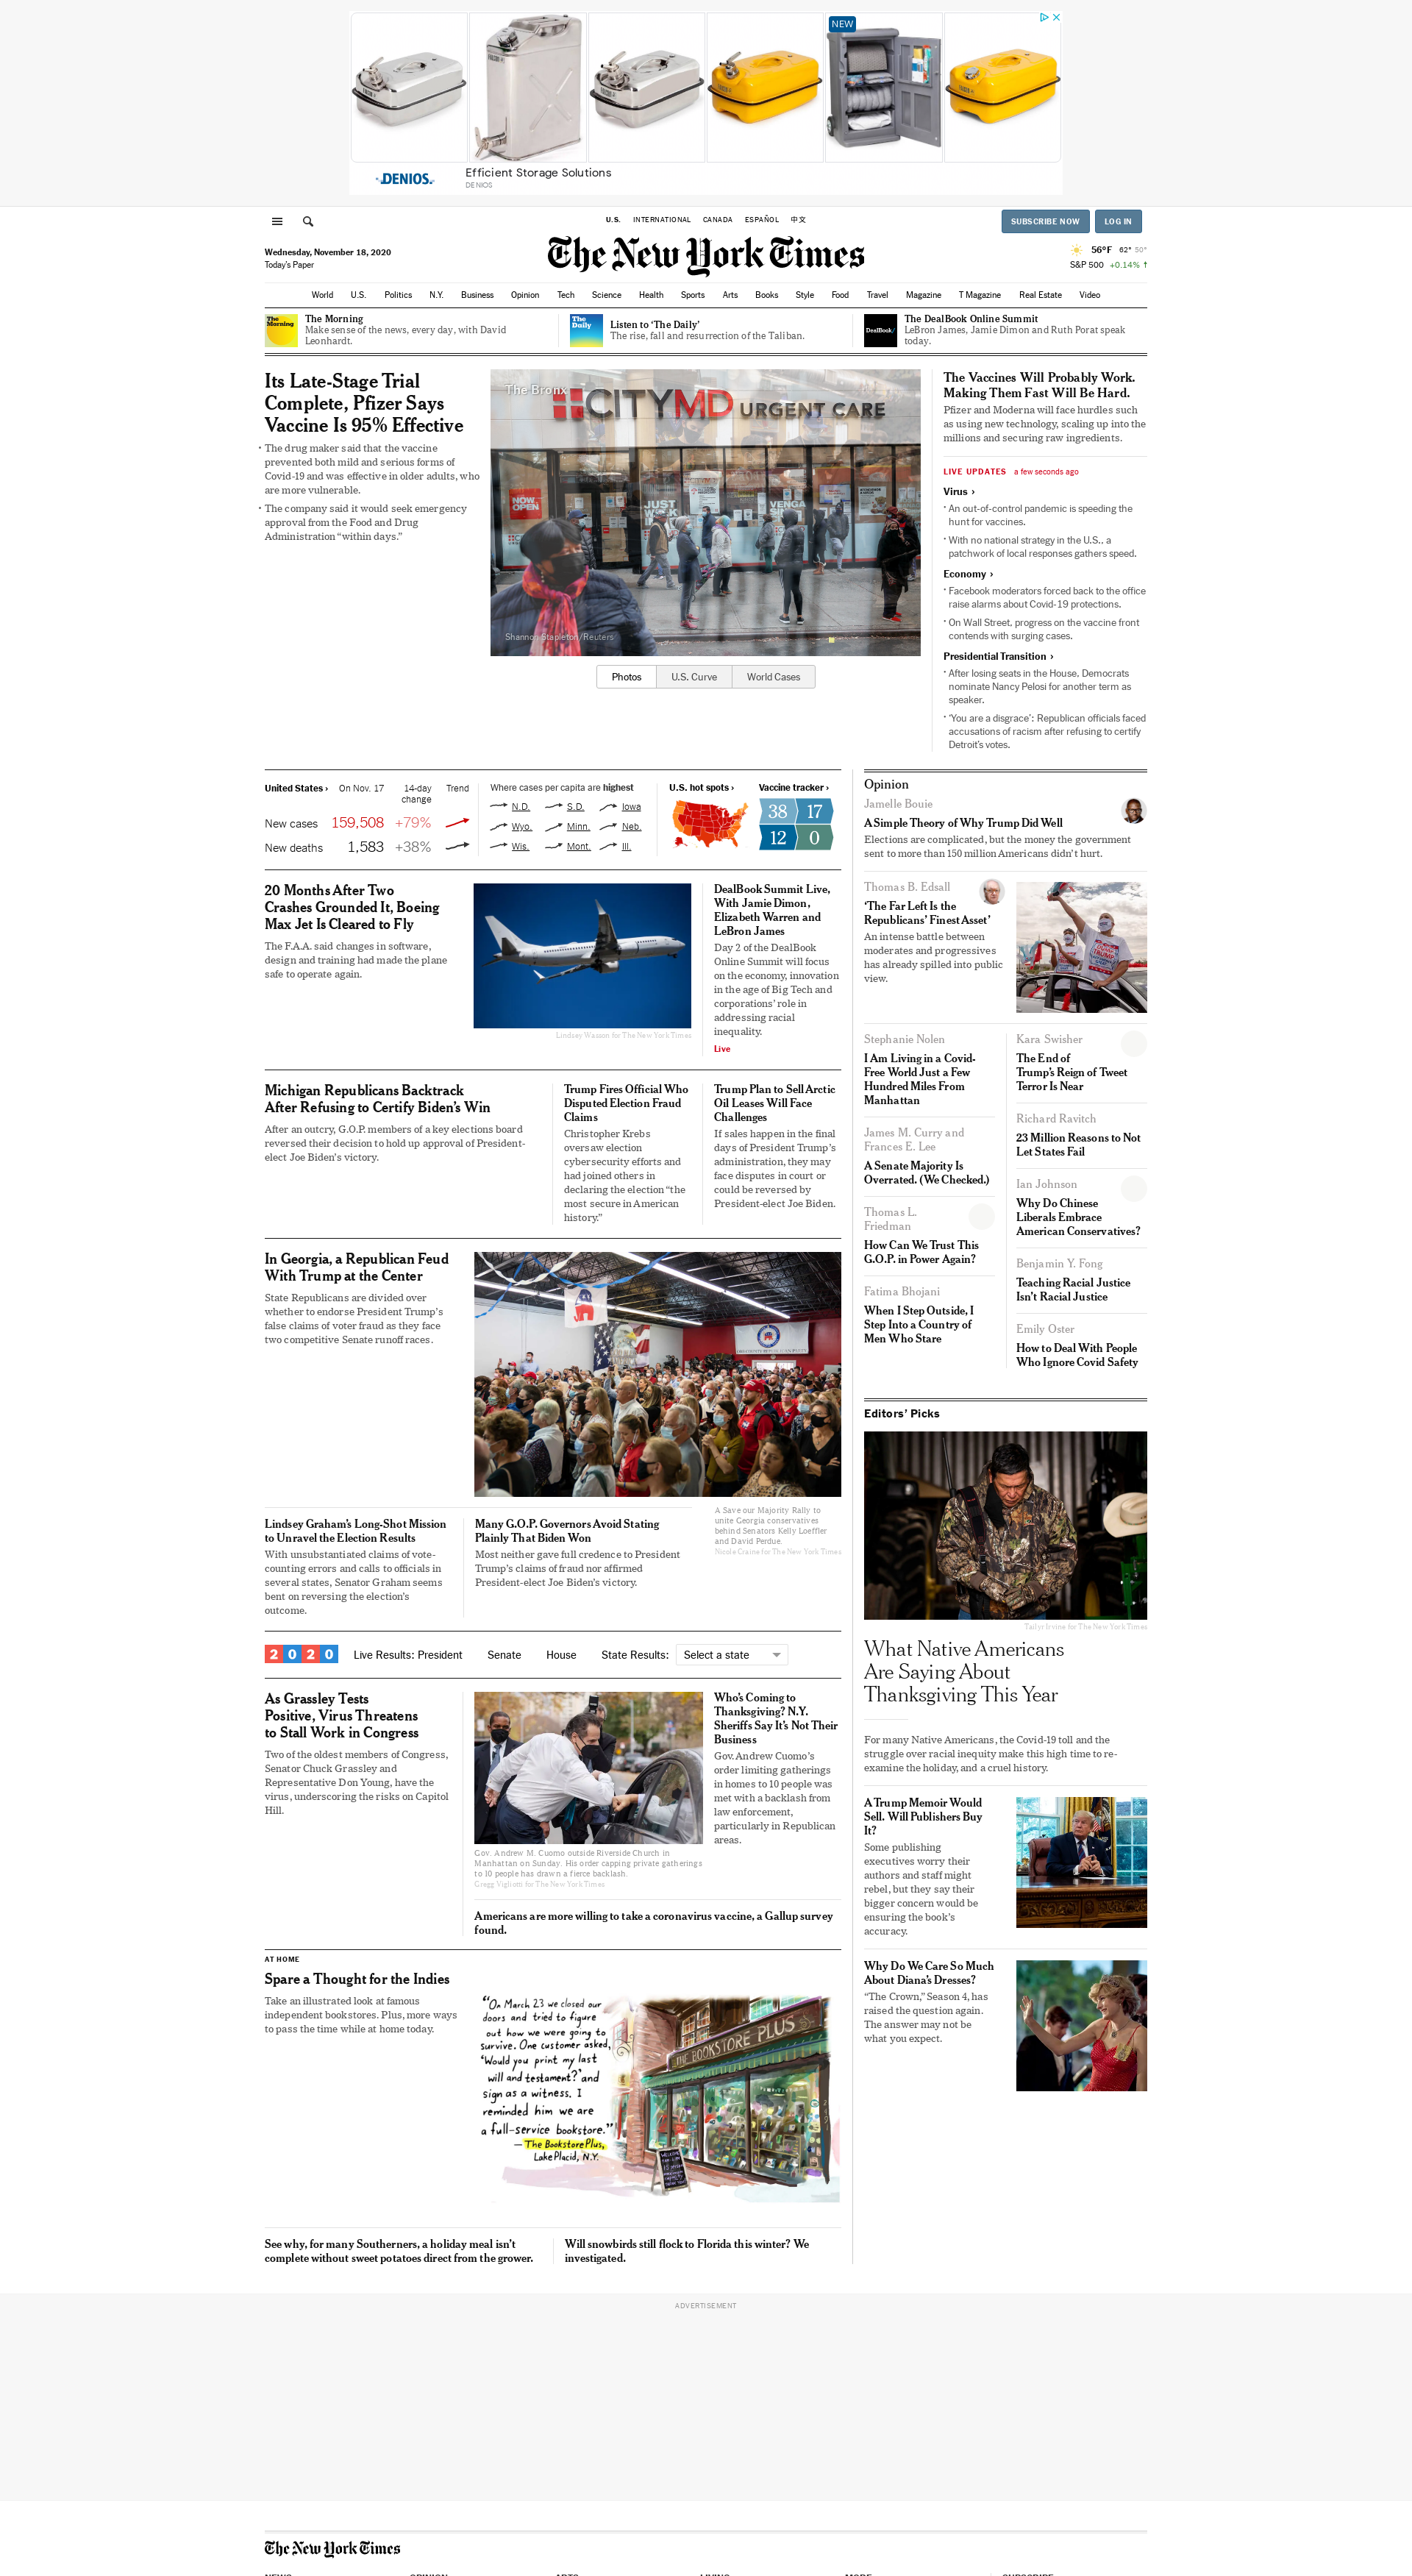 NEW
DENIOS.
Efficient Storage Solutions
DENIOS
U.S. INTERNATIONAL CANADA ESPAÑOL 中文
SUBSCRIBE NOW LOG IN
Wednesday, November 18, 2020
Today's Paper
The New York Times
56°F 62° 50°
S&P 500 +0.14% ↑
World U.S. Politics N.Y. Business Opinion Tech Science Health Sports Arts Books Style Food Travel Magazine T Magazine Real Estate Video
The Morning
The Morning
Make sense of the news, every day, with David
Leonhardt.
The Daily
Listen to ‘The Daily’
The rise, fall and resurrection of the Taliban.
DealBook/
The DealBook Online Summit
LeBron James, Jamie Dimon and Ruth Porat speak
today.
Its Late-Stage Trial
Complete, Pfizer Says
Vaccine Is 95% Effective
• The drug maker said that the vaccine
prevented both mild and serious forms of
Covid-19 and was effective in older adults, who
are more vulnerable.
• The company said it would seek emergency
approval from the Food and Drug
Administration “within days.”
The Bronx
CITYMD URGENT CARE
NOW OPEN
JUST WALK
VENGA
Shannon Stapleton/Reuters
Photos U.S. Curve World Cases
The Vaccines Will Probably Work.
Making Them Fast Will Be Hard.
Pfizer and Moderna will face hurdles such
as using new technology, scaling up into the
millions and securing raw ingredients.
LIVE UPDATES a few seconds ago
Virus ›
• An out-of-control pandemic is speeding the
hunt for vaccines.
• With no national strategy in the U.S., a
patchwork of local responses gathers speed.
Economy ›
• Facebook moderators forced back to the office
raise alarms about Covid-19 protections.
• On Wall Street, progress on the vaccine front
contends with surging cases.
Presidential Transition ›
• After losing seats in the House, Democrats
nominate Nancy Pelosi for another term as
speaker.
• ‘You are a disgrace’: Republican officials faced
accusations of racism after refusing to certify
Detroit’s votes.
United States › On Nov. 17 14-day
change Trend
New cases 159,508 +79%
New deaths 1,583 +38%
Where cases per capita are highest
N.D. S.D. Iowa
Wyo. Minn. Neb.
Wis. Mont. Ill.
U.S. hot spots ›
Vaccine tracker ›
38 17
12 0
20 Months After Two
Crashes Grounded It, Boeing
Max Jet Is Cleared to Fly
The F.A.A. said changes in software,
design and training had made the plane
safe to operate again.
Lindsey Wasson for The New York Times
DealBook Summit Live,
With Jamie Dimon,
Elizabeth Warren and
LeBron James
Day 2 of the DealBook
Online Summit will focus
on the economy, innovation
in the age of Big Tech and
corporations’ role in
addressing racial
inequality.
Live
Michigan Republicans Backtrack
After Refusing to Certify Biden’s Win
After an outcry, G.O.P. members of a key elections board
reversed their decision to hold up approval of President-
elect Joe Biden’s victory.
Trump Fires Official Who
Disputed Election Fraud
Claims
Christopher Krebs
oversaw election
cybersecurity efforts and
had joined others in
declaring the election “the
most secure in American
history.”
Trump Plan to Sell Arctic
Oil Leases Will Face
Challenges
If sales happen in the final
days of President Trump’s
administration, they may
face disputes in court or
could be reversed by
President-elect Joe Biden.
In Georgia, a Republican Feud
With Trump at the Center
State Republicans are divided over
whether to endorse President Trump’s
false claims of voter fraud as they face
two competitive Senate runoff races.
A Save our Majority Rally to
unite Georgia conservatives
behind Senators Kelly Loeffler
and David Perdue.
Nicole Craine for The New York Times
Lindsey Graham’s Long-Shot Mission
to Unravel the Election Results
With unsubstantiated claims of vote-
counting errors and calls to officials in
several states, Senator Graham seems
bent on reversing the election’s
outcome.
Many G.O.P. Governors Avoid Stating
Plainly That Biden Won
Most neither gave full credence to President
Trump’s claims of fraud nor affirmed
President-elect Joe Biden’s victory.
2020 Live Results: President Senate House State Results: Select a state
As Grassley Tests
Positive, Virus Threatens
to Stall Work in Congress
Two of the oldest members of Congress,
Senator Chuck Grassley and
Representative Don Young, have the
virus, underscoring the risks on Capitol
Hill.
Gov. Andrew M. Cuomo outside Riverside Church in
Manhattan on Sunday. His order capping private gatherings
to 10 people has drawn a fierce backlash.
Gregg Vigliotti for The New York Times
Who’s Coming to
Thanksgiving? N.Y.
Sheriffs Say It’s Not Their
Business
Gov. Andrew Cuomo’s
order limiting gatherings
in homes to 10 people was
met with a backlash from
law enforcement,
particularly in Republican
areas.
Americans are more willing to take a coronavirus vaccine, a Gallup survey
found.
AT HOME
Spare a Thought for the Indies
Take an illustrated look at famous
independent bookstores. Plus, more ways
to pass the time while at home today.
“On March 23 we closed our
doors and tried to figure
out how we were going to
survive. One customer asked,
‘Would you print my last
will and testament?’ and
sign as a witness. I
reminded him we are
a full-service bookstore.”
— The Bookstore Plus,
Lake Placid, N.Y.
THE BOOKSTORE PLUS
See why, for many Southerners, a holiday meal isn’t
complete without sweet potatoes direct from the grower.
Will snowbirds still flock to Florida this winter? We
investigated.
Opinion
Jamelle Bouie
A Simple Theory of Why Trump Did Well
Elections are complicated, but the money the government
sent to more than 150 million Americans didn’t hurt.
Thomas B. Edsall
‘The Far Left Is the
Republicans’ Finest Asset’
An intense battle between
moderates and progressives
has already spilled into public
view.
Stephanie Nolen
I Am Living in a Covid-
Free World Just a Few
Hundred Miles From
Manhattan
James M. Curry and
Frances E. Lee
A Senate Majority Is
Overrated. (We Checked.)
Thomas L.
Friedman
How Can We Trust This
G.O.P. in Power Again?
Fatima Bhojani
When I Step Outside, I
Step Into a Country of
Men Who Stare
Kara Swisher
The End of
Trump’s Reign of Tweet
Terror Is Near
Richard Ravitch
23 Million Reasons to Not
Let States Fail
Ian Johnson
Why Do Chinese
Liberals Embrace
American Conservatives?
Benjamin Y. Fong
Teaching Racial Justice
Isn’t Racial Justice
Emily Oster
How to Deal With People
Who Ignore Covid Safety
Editors’ Picks
Tailyr Irvine for The New York Times
What Native Americans
Are Saying About
Thanksgiving This Year
For many Native Americans, the Covid-19 toll and the
struggle over racial inequity make this high time to re-
examine the holiday, and a cruel history.
A Trump Memoir Would
Sell. Will Publishers Buy
It?
Some publishing
executives worry their
authors and staff might
rebel, but they say their
bigger concern would be
ensuring the book’s
accuracy.
Why Do We Care So Much
About Diana’s Dresses?
“The Crown,” Season 4, has
raised the question again.
The answer may not be
what you expect.
ADVERTISEMENT
The New York Times
NEWS OPINION ARTS LIVING MORE SUBSCRIBE